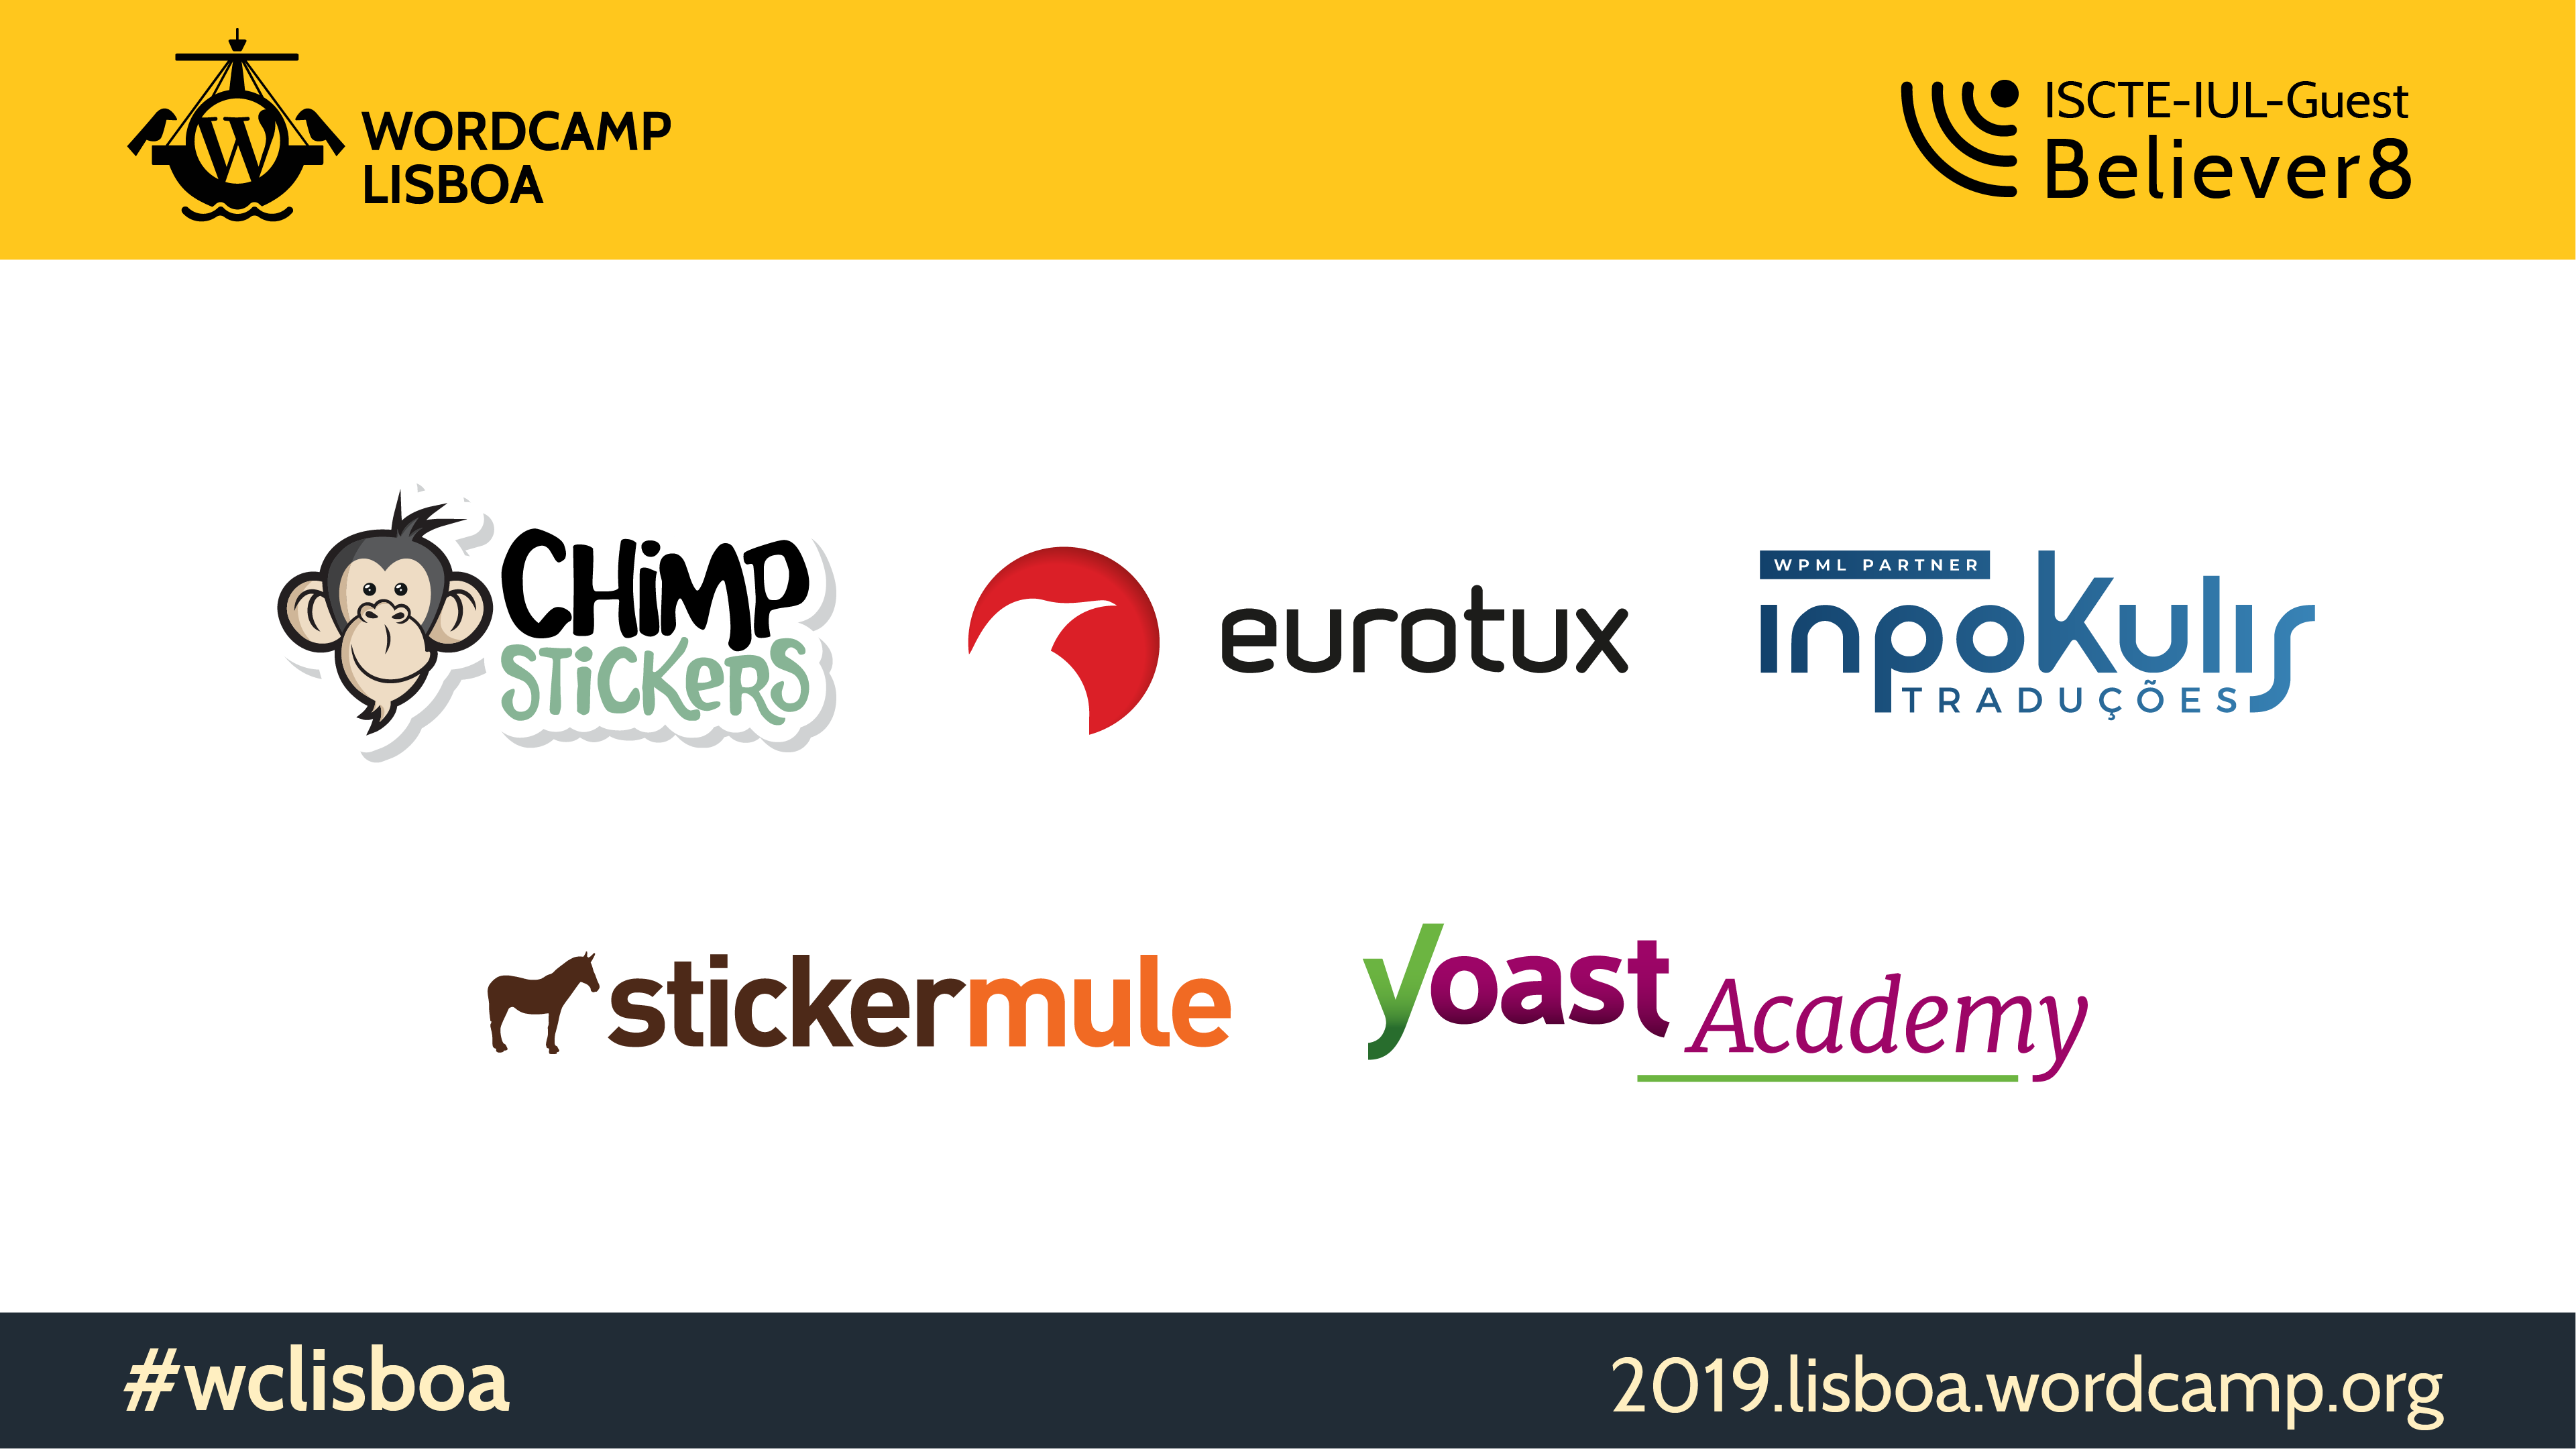 WORDCAMP
LISBOA
ISCTE-IUL-Guest
Believer8
CHiMP
STiCKeRS
eurotux
WPML PARTNER
inpokulis
TRADUÇÕES
stickermule
yoast Academy
#wclisboa
2019.lisboa.wordcamp.org